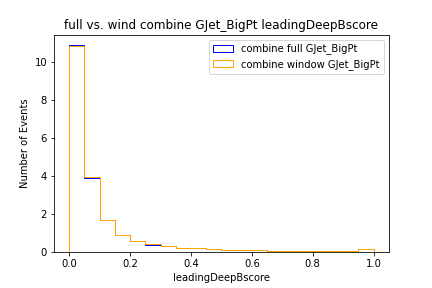 full vs. wind combine GJet_BigPt leadingDeepBscore
combine full GJet_BigPt
combine window GJet_BigPt
Number of Events
10
8
6
4
2
0
0.0 0.2 0.4 0.6 0.8 1.0
leadingDeepBscore